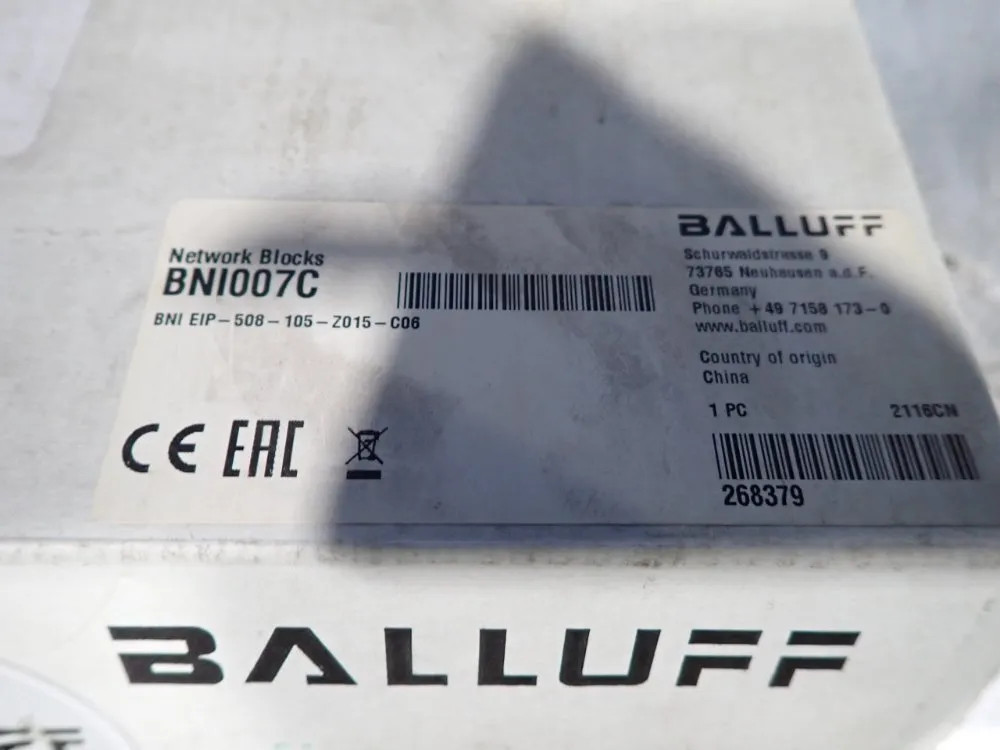 Network Blocks
BNI007C
BNI EIP-508-105-Z015-C06
CE EAC
BALLUFF
Schurwaldstrasse 9
73765 Neuhausen a.d.F.
Germany
Phone +49 7158 173-0
www.balluff.com
Country of origin
China
1 PC 2116CN
268379
BALLUFF